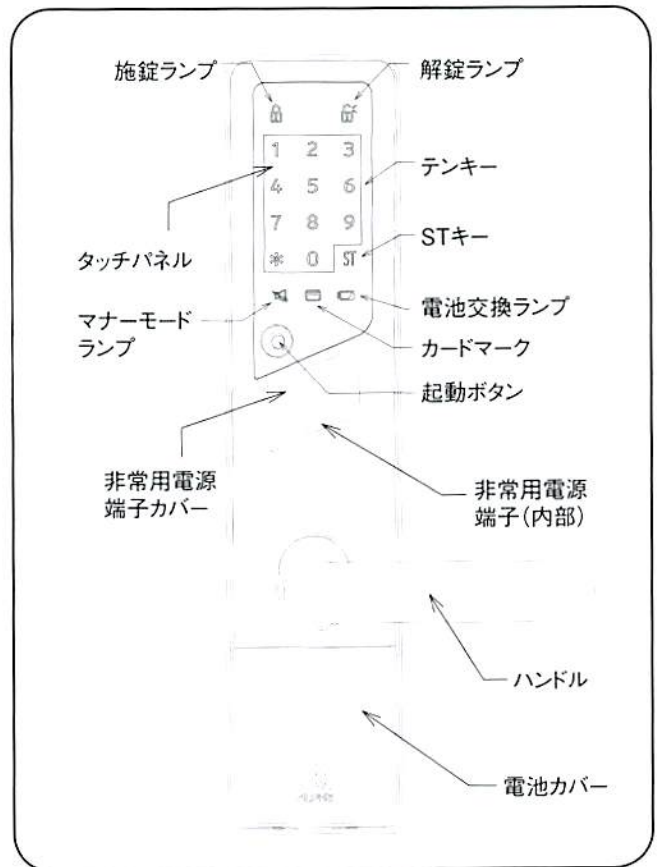 施錠ランプ
解錠ランプ
1 2 3
テンキー
4 5 6
7 8 9
STキー
タッチパネル
* 0 ST
マナーモード
ランプ
電池交換ランプ
カードマーク
起動ボタン
非常用電源
端子カバー
非常用電源
端子(内部)
ハンドル
電池カバー